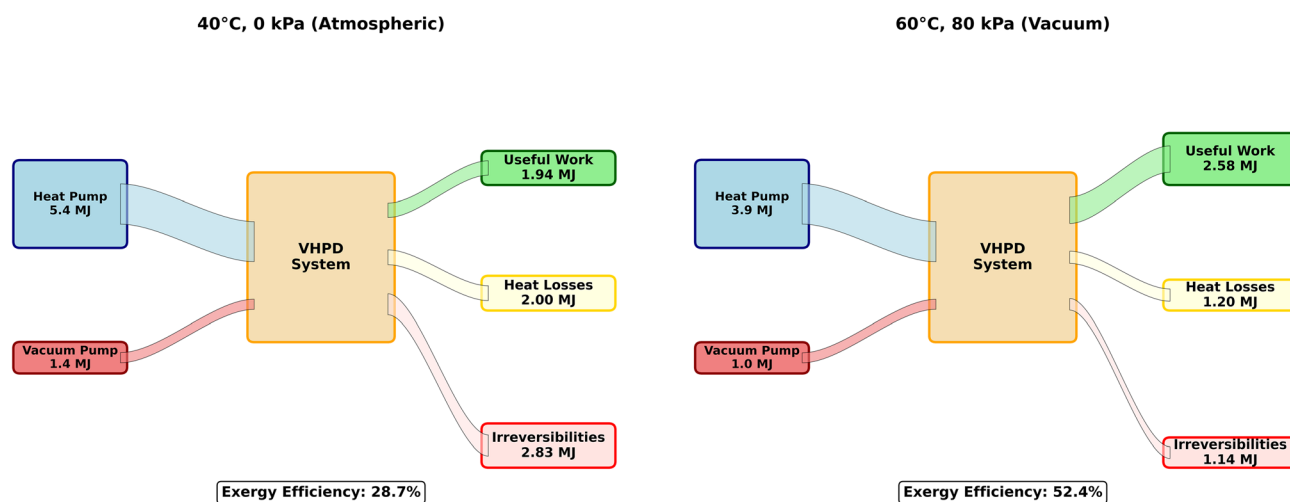 40°C, 0 kPa (Atmospheric)
Heat Pump
5.4 MJ
Vacuum Pump
1.4 MJ
VHPD
System
Useful Work
1.94 MJ
Heat Losses
2.00 MJ
Irreversibilities
2.83 MJ
Exergy Efficiency: 28.7%
60°C, 80 kPa (Vacuum)
Heat Pump
3.9 MJ
Vacuum Pump
1.0 MJ
VHPD
System
Useful Work
2.58 MJ
Heat Losses
1.20 MJ
Irreversibilities
1.14 MJ
Exergy Efficiency: 52.4%